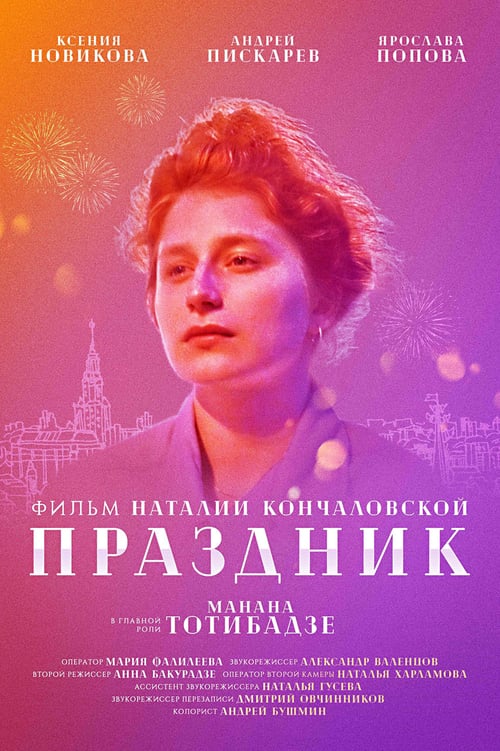 КСЕНИЯ АНДРЕЙ ЯРОСЛАВА
НОВИКОВА ПИСКАРЕВ ПОПОВА
ФИЛЬМ НАТАЛИИ КОНЧАЛОВСКОЙ
ПРАЗДНИК
В ГЛАВНОЙ РОЛИ
МАНАНА
ТОТИБАДЗЕ
ОПЕРАТОР МАРИЯ ФАЛИЛЕЕВА ЗВУКОРЕЖИССЕР АЛЕКСАНДР ВАЛЕНЦОВ
ВТОРОЙ РЕЖИССЕР АННА БАКУРАДЗЕ ОПЕРАТОР ВТОРОЙ КАМЕРЫ НАТАЛЬЯ ХАРЛАМОВА
АССИСТЕНТ ЗВУКОРЕЖИССЕРА НАТАЛЬЯ ГУСЕВА
ЗВУКОРЕЖИССЕР ПЕРЕЗАПИСИ ДМИТРИЙ ОВЧИННИКОВ
КОЛОРИСТ АНДРЕЙ БУШМИН